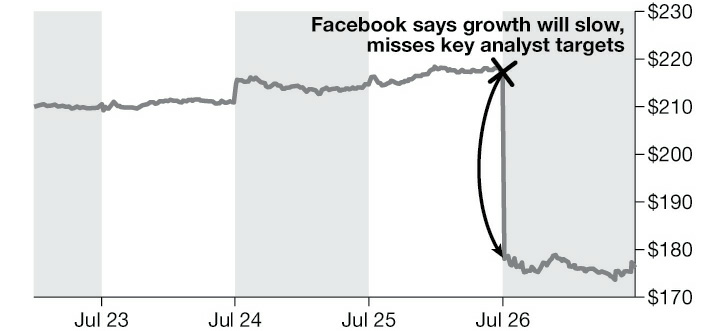 Facebook says growth will slow,
misses key analyst targets
$230
$220
$210
$200
$190
$180
$170
Jul 23
Jul 24
Jul 25
Jul 26